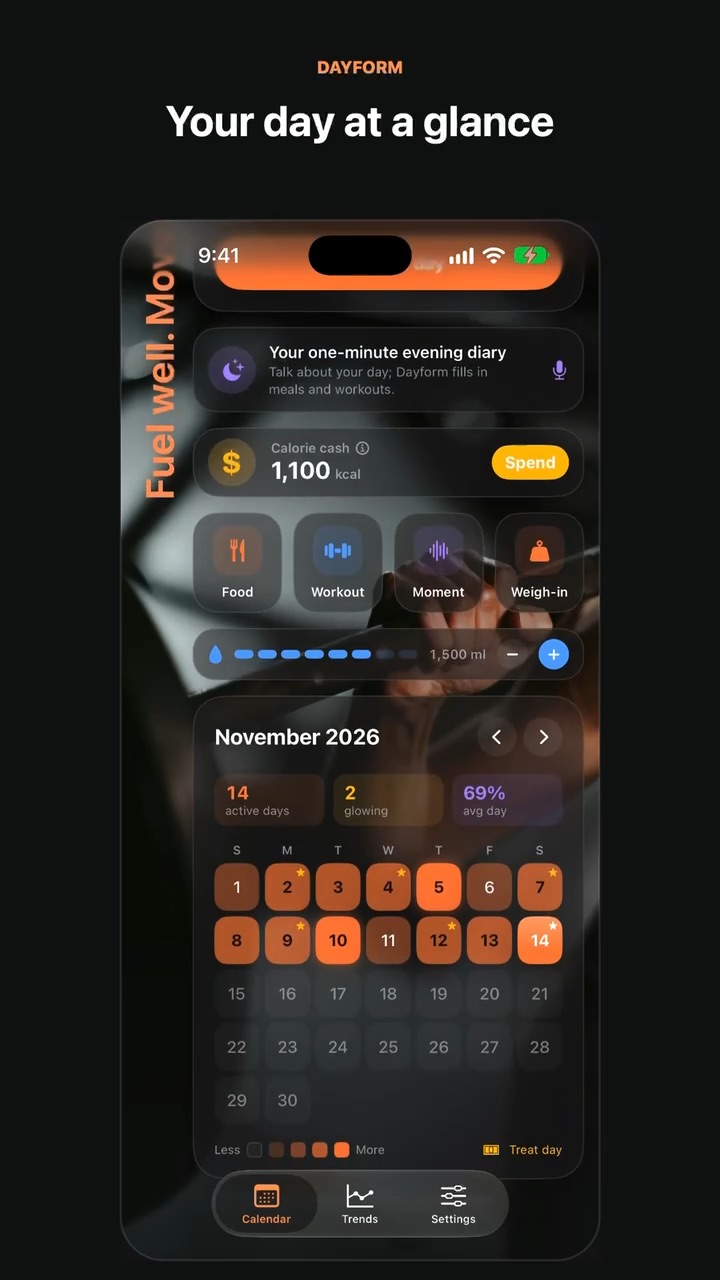 DAYFORM
Your day at a glance
9:41
day
Fuel well. Mov
Your one-minute evening diary
Talk about your day; Dayform fills in
meals and workouts.
Calorie cash
$ 1,100 kcal
Spend
Food Workout Moment Weigh-in
1,500 ml
November 2026
14 2 69%
active days glowing avg day
S M T W T F S
1 2 3 4 5 6 7
8 9 10 11 12 13 14
15 16 17 18 19 20 21
22 23 24 25 26 27 28
29 30
Less More Treat day
Calendar Trends Settings